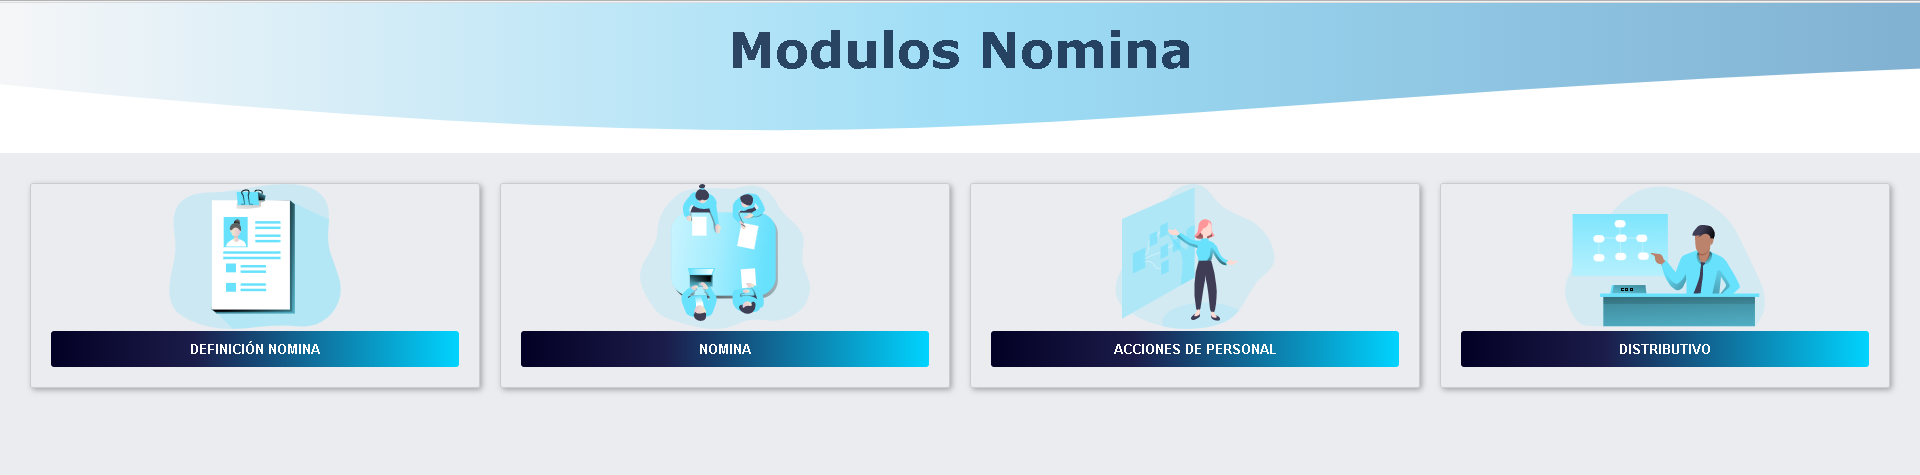 Modulos Nomina
DEFINICIÓN NOMINA
NOMINA
ACCIONES DE PERSONAL
DISTRIBUTIVO